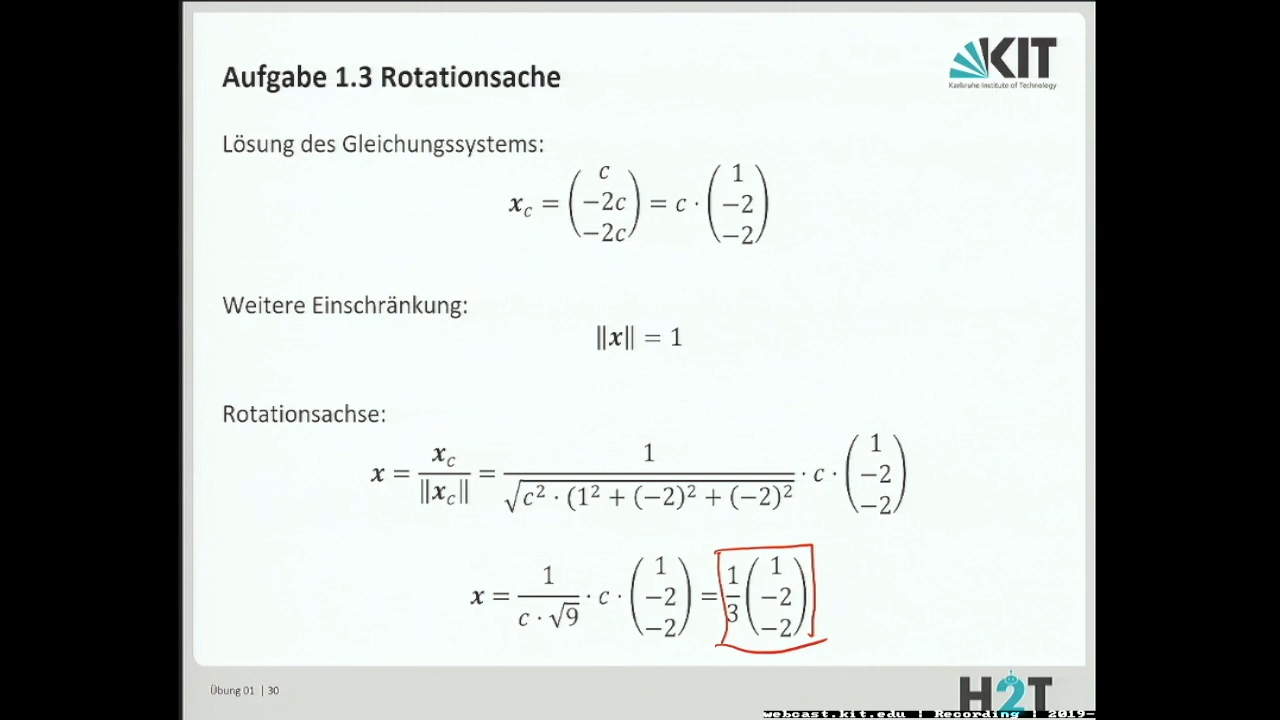 KIT
Karlsruhe Institute of Technology
Aufgabe 1.3 Rotationsache
Lösung des Gleichungssystems:
𝒙_c = (c, −2c, −2c) = c · (1, −2, −2)
Weitere Einschränkung:
‖𝒙‖ = 1
Rotationsachse:
𝒙 = 𝒙_c / ‖𝒙_c‖ = 1 / √(c² · (1² + (−2)² + (−2)²) · c · (1, −2, −2)
𝒙 = 1 / (c · √9) · c · (1, −2, −2) = 1/3 (1, −2, −2)
Übung 01 | 30
H2T
webcast.kit.edu | Recording | 2019-